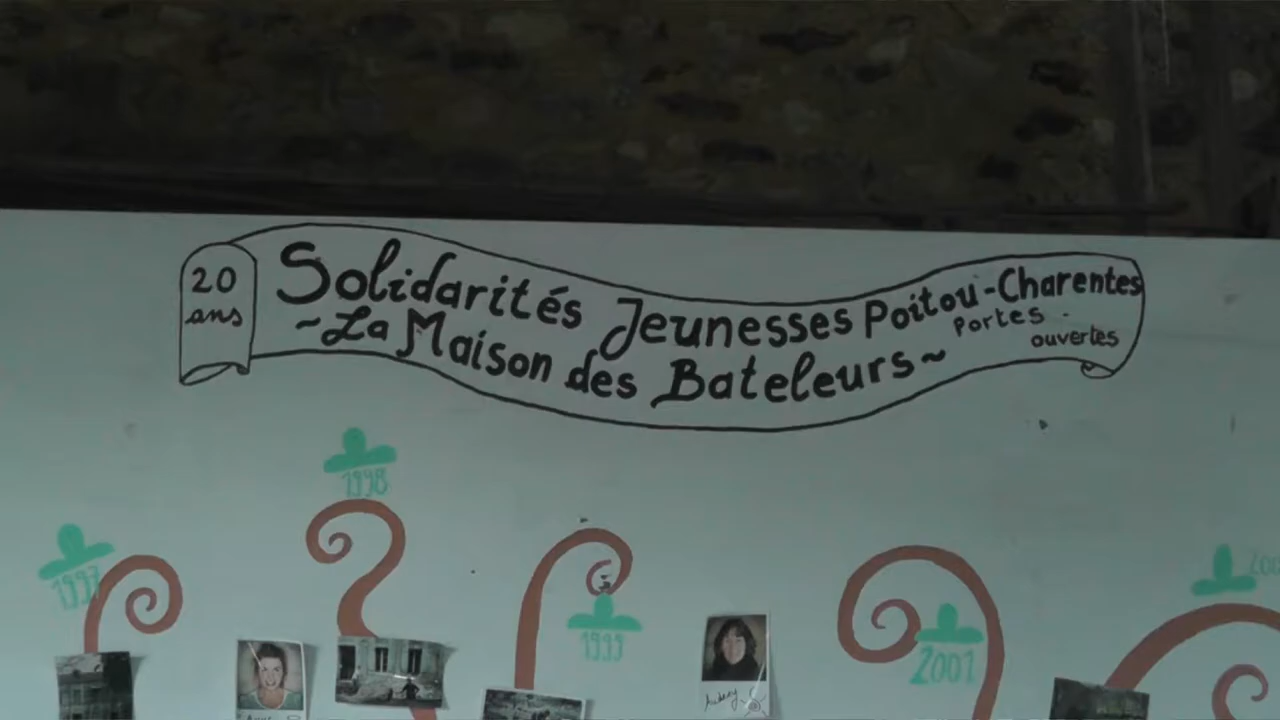 20
ans
Solidarités Jeunesses Poitou-Charentes
~La Maison des Bateleurs~
Portes-
ouvertes
1998
1997
1999
2001